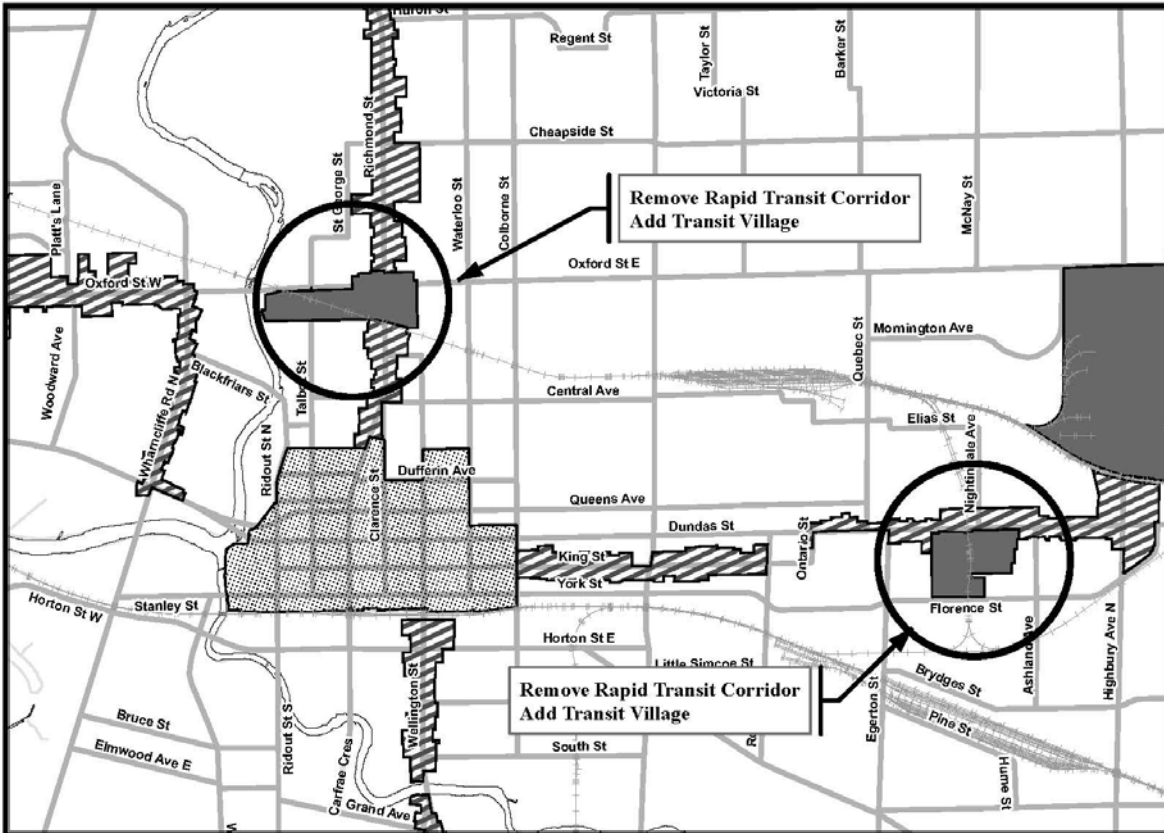 Huron St
Regent St
Taylor St
Barker St
Victoria St
Richmond St
Cheapside St
St George St
Waterloo St
Colborne St
McNay St
Platt's Lane
Remove Rapid Transit Corridor
Add Transit Village
Oxford St E
Oxford St W
Mornington Ave
Quebec St
Woodward Ave
Blackfriars St
Talbot St
Central Ave
Elias St
Wharncliffe Rd N
Ridout St N
Clarence St
Dufferin Ave
Nightingale Ave
Queens Ave
Dundas St
Ontario St
King St
York St
Stanley St
Florence St
Horton St W
Horton St E
Little Simcoe St
Ashland Ave
Highbury Ave N
Remove Rapid Transit Corridor
Add Transit Village
Brydges St
Egerton St
Pine St
Wellington St
Bruce St
Ridout St S
South St
Elmwood Ave E
Carfrae Cres
Grand Ave
Hume St